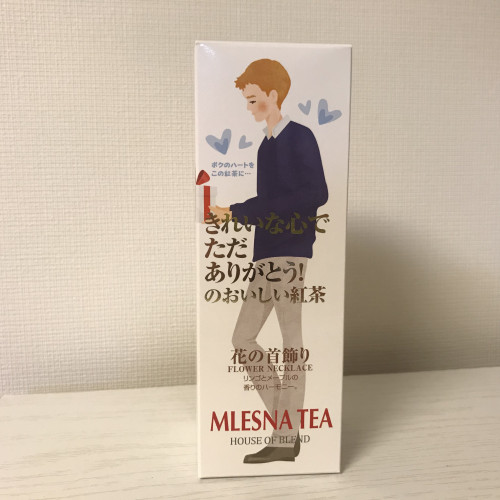 ボクのハートを
この紅茶に…
きれいな心で
ただ
ありがとう!
のおいしい紅茶
花の首飾り
FLOWER NECKLACE
リンゴとメープルの
香りのハーモニー。
MLESNA TEA
HOUSE OF BLEND